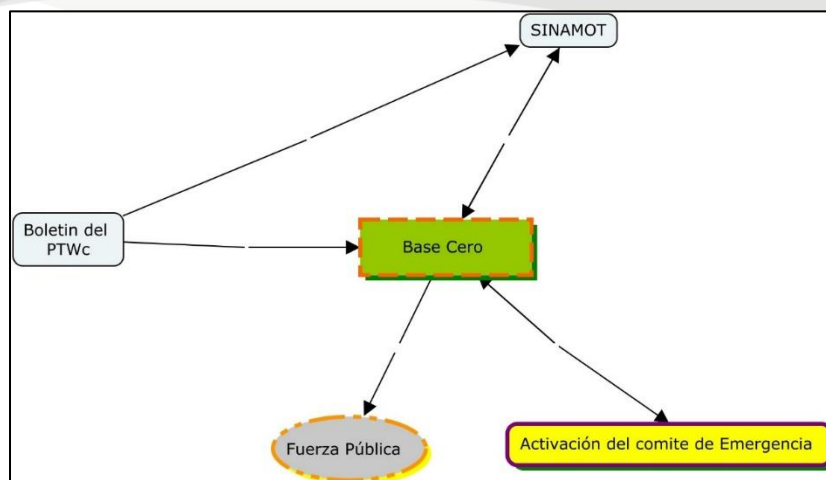 SINAMOT
Boletin del
PTWc
Base Cero
Fuerza Pública
Activación del comite de Emergencia